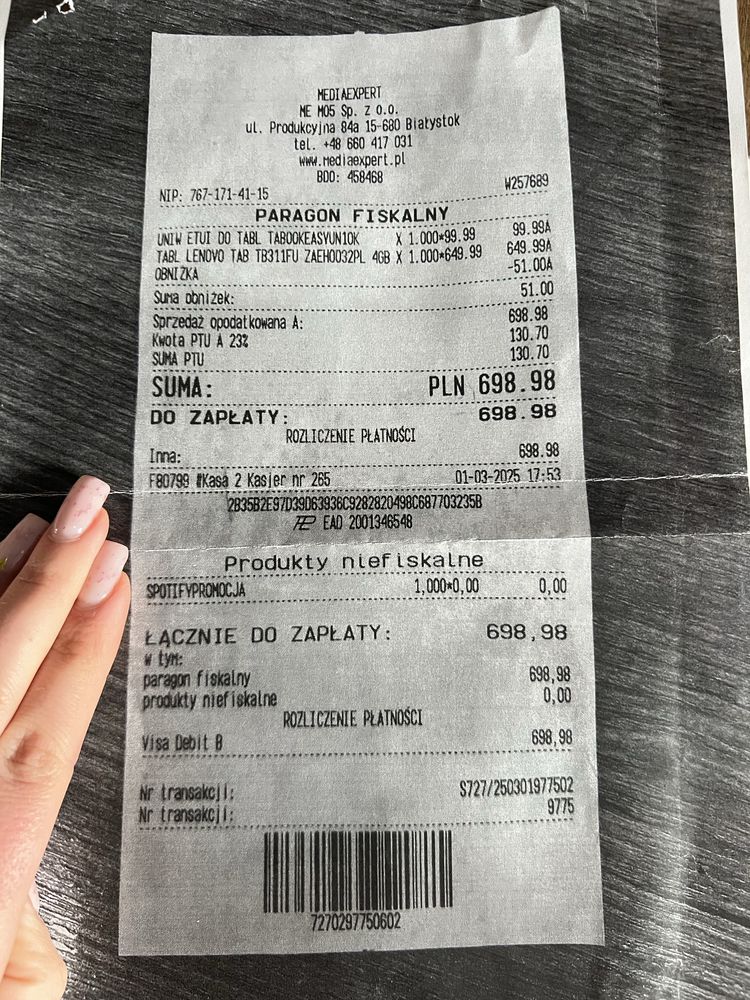 MEDIAEXPERT
ME M05 Sp. z o.o.
ul. Produkcyjna 84a 15-680 Białystok
tel. +48 660 417 031
www.mediaexpert.pl
BDO: 458468
NIP: 767-171-41-15 W257689
PARAGON FISKALNY
UNIW ETUI DO TABL TABOOKEASYUN10K X 1.000*99.99 99.99A
TABL LENOVO TAB TB311FU ZAEH0032PL 4GB X 1.000*649.99 649.99A
OBNIŻKA -51.00A
Suma obniżek: 51.00
Sprzedaż opodatkowana A: 698.98
Kwota PTU A 23% 130.70
SUMA PTU 130.70
SUMA: PLN 698.98
DO ZAPŁATY: 698.98
ROZLICZENIE PŁATNOŚCI
Inna: 698.98
F80799 #Kasa 2 Kasjer nr 265 01-03-2025 17:53
2B35B2E97D39D63936C9282820498C687703235B
EAD 2001346548
Produkty niefiskalne
SPOTIFYPROMOCJA 1,000*0,00 0,00
ŁĄCZNIE DO ZAPŁATY: 698,98
w tym:
paragon fiskalny 698,98
produkty niefiskalne 0,00
ROZLICZENIE PŁATNOŚCI
Visa Debit B 698,98
Nr transakcji: S727/250301977502
Nr transakcji: 9775
7270297750602